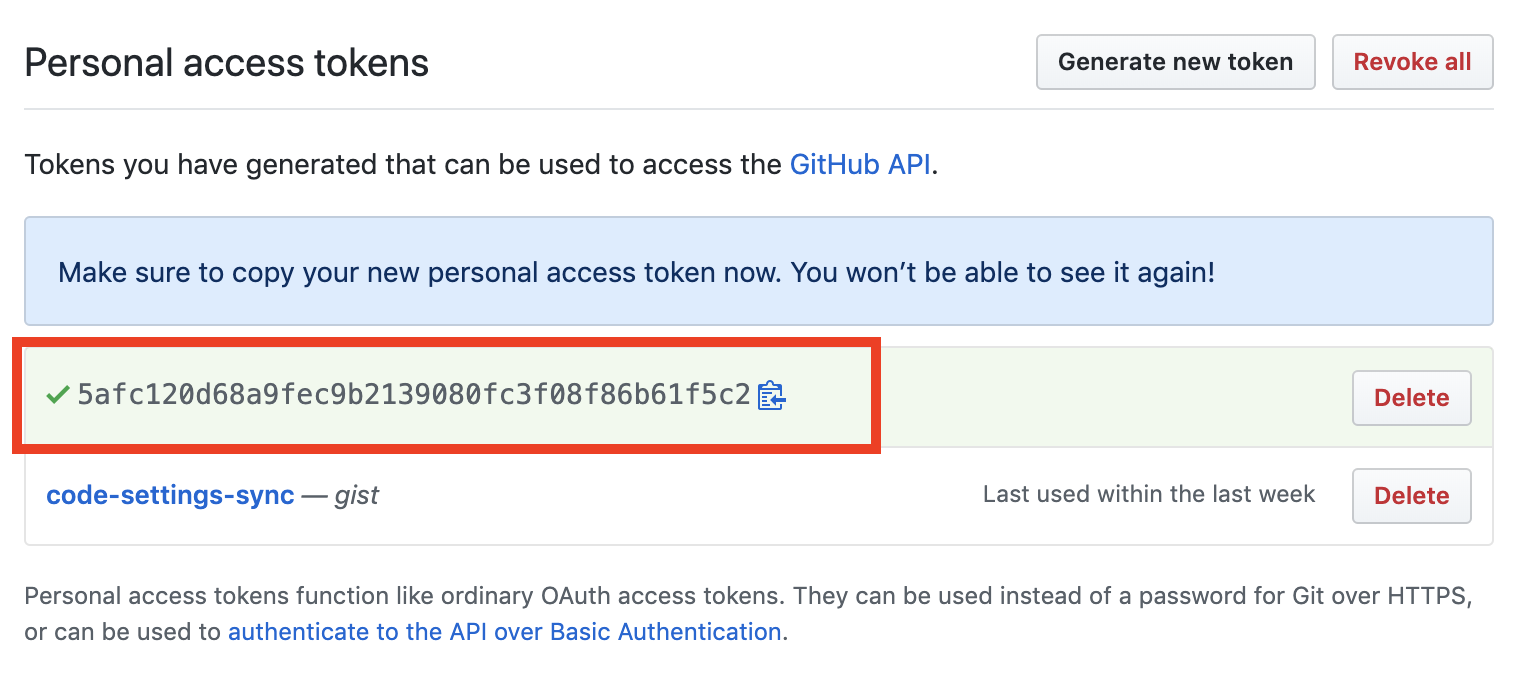 Personal access tokens
Generate new token
Revoke all
Tokens you have generated that can be used to access the GitHub API.
Make sure to copy your new personal access token now. You won’t be able to see it again!
5afc120d68a9fec9b2139080fc3f08f86b61f5c2
Delete
code-settings-sync — gist
Last used within the last week
Delete
Personal access tokens function like ordinary OAuth access tokens. They can be used instead of a password for Git over HTTPS,
or can be used to authenticate to the API over Basic Authentication.